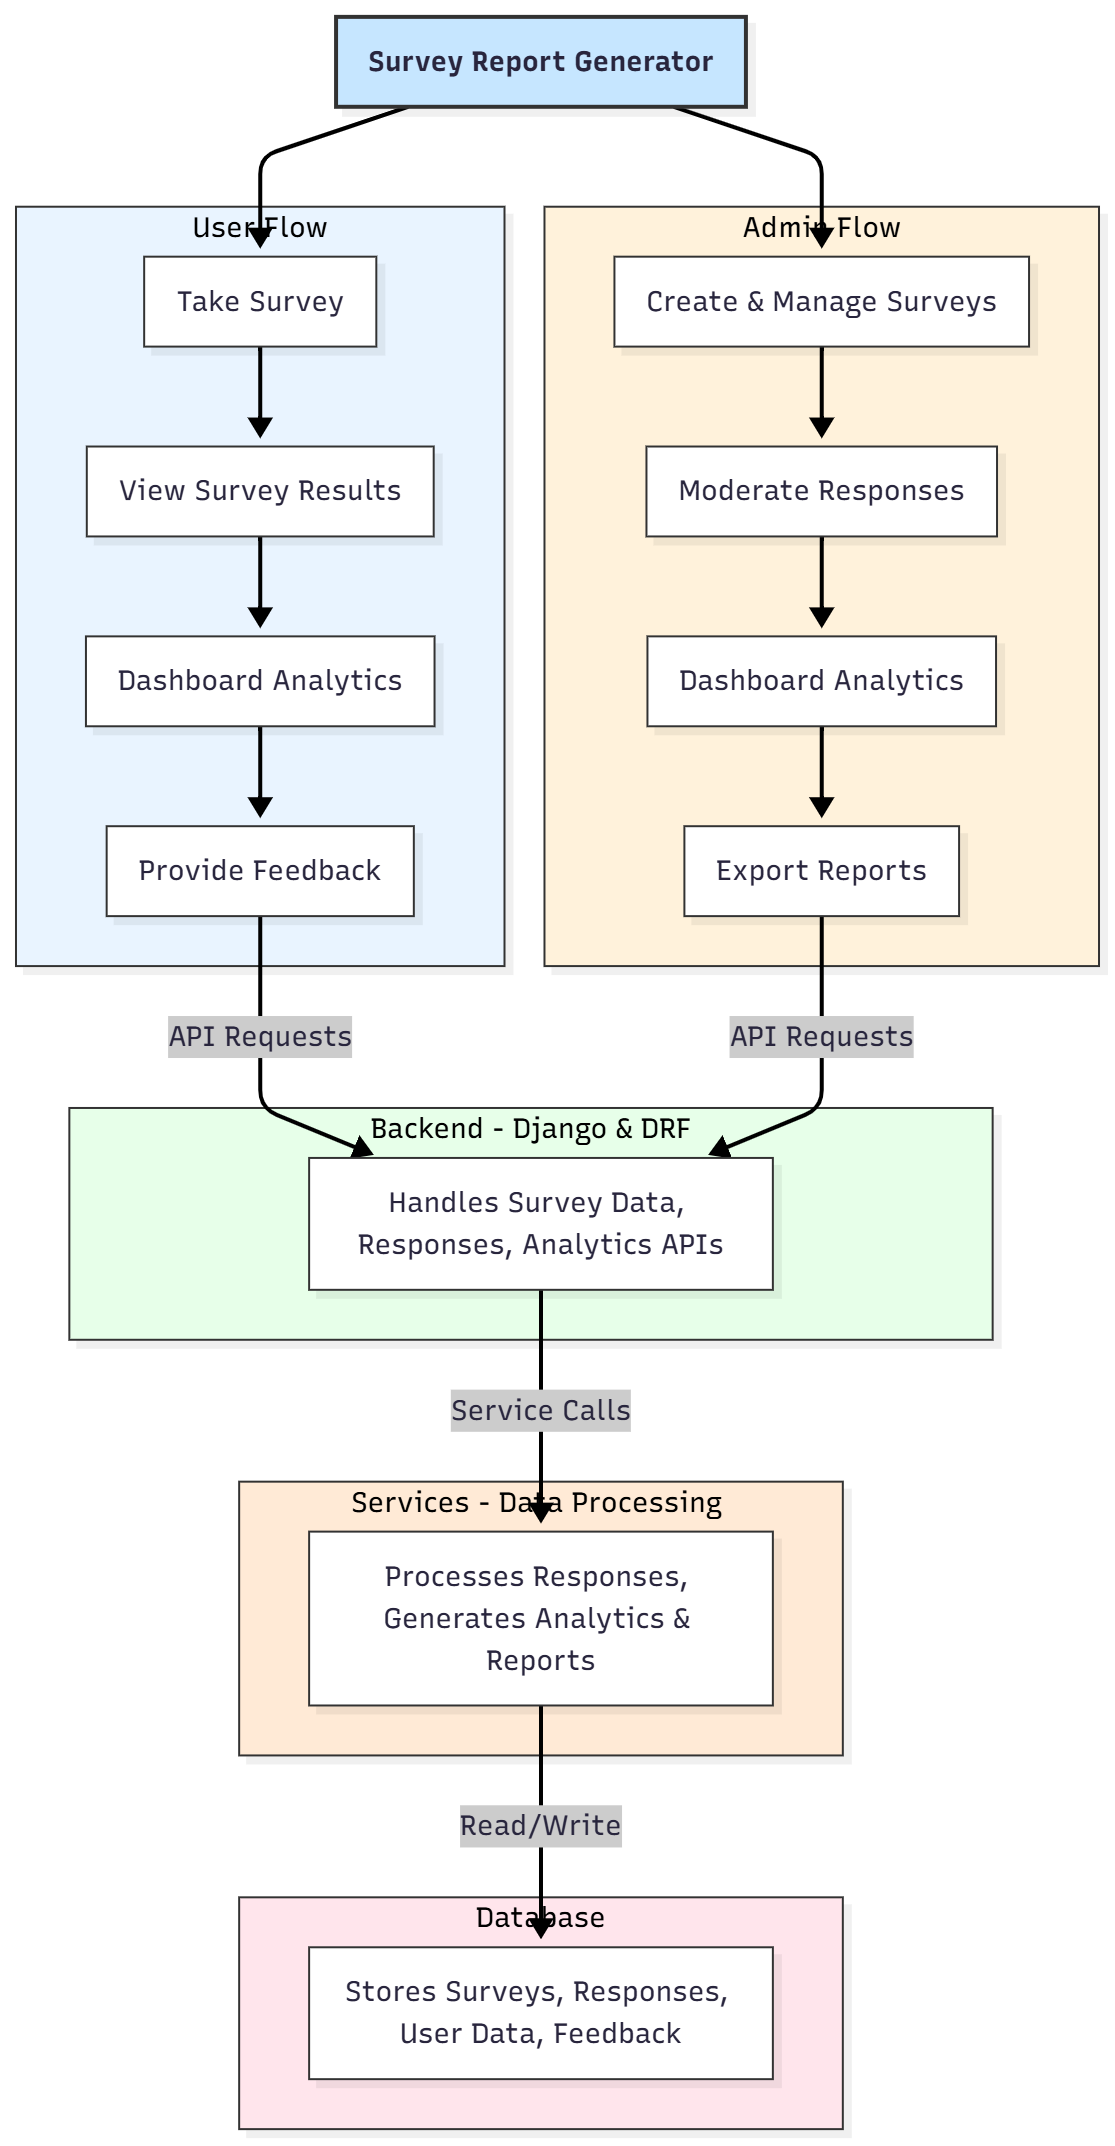 Survey Report Generator
User Flow
Take Survey
View Survey Results
Dashboard Analytics
Provide Feedback
API Requests
Admin Flow
Create & Manage Surveys
Moderate Responses
Dashboard Analytics
Export Reports
API Requests
Backend - Django & DRF
Handles Survey Data,
Responses, Analytics APIs
Service Calls
Services - Data Processing
Processes Responses,
Generates Analytics &
Reports
Read/Write
Database
Stores Surveys, Responses,
User Data, Feedback